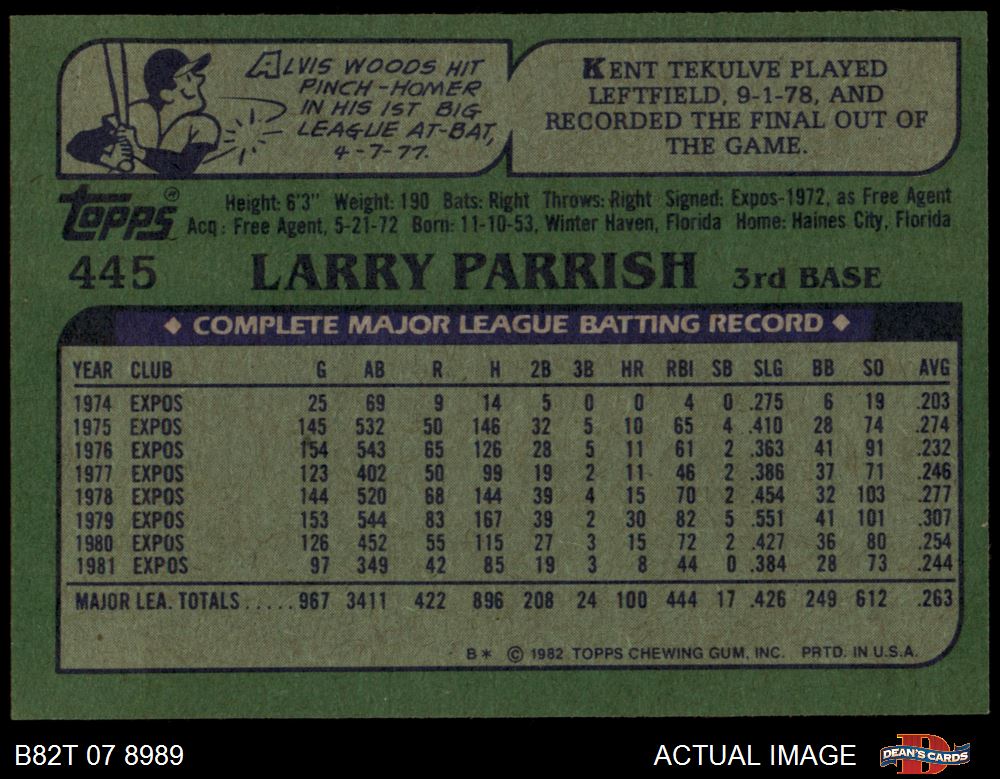 ALVIS WOODS HIT
PINCH-HOMER
IN HIS 1ST BIG
LEAGUE AT-BAT,
4-7-77.
KENT TEKULVE PLAYED
LEFTFIELD, 9-1-78, AND
RECORDED THE FINAL OUT OF
THE GAME.
Topps®
Height: 6'3" Weight: 190 Bats: Right Throws: Right Signed: Expos-1972, as Free Agent
Acq: Free Agent, 5-21-72 Born: 11-10-53, Winter Haven, Florida Home: Haines City, Florida
445 LARRY PARRISH 3rd BASE
◆ COMPLETE MAJOR LEAGUE BATTING RECORD ◆
YEAR CLUB G AB R H 2B 3B HR RBI SB SLG BB SO AVG
1974 EXPOS 25 69 9 14 5 0 0 4 0 .275 6 19 .203
1975 EXPOS 145 532 50 146 32 5 10 65 4 .410 28 74 .274
1976 EXPOS 154 543 65 126 28 5 11 61 2 .363 41 91 .232
1977 EXPOS 123 402 50 99 19 2 11 46 2 .386 37 71 .246
1978 EXPOS 144 520 68 144 39 4 15 70 2 .454 32 103 .277
1979 EXPOS 153 544 83 167 39 2 30 82 5 .551 41 101 .307
1980 EXPOS 126 452 55 115 27 3 15 72 2 .427 36 80 .254
1981 EXPOS 97 349 42 85 19 3 8 44 0 .384 28 73 .244
MAJOR LEA. TOTALS.....967 3411 422 896 208 24 100 444 17 .426 249 612 .263
B* © 1982 TOPPS CHEWING GUM, INC. PRTD. IN U.S.A.
B82T 07 8989
ACTUAL IMAGE
DEAN'S CARDS